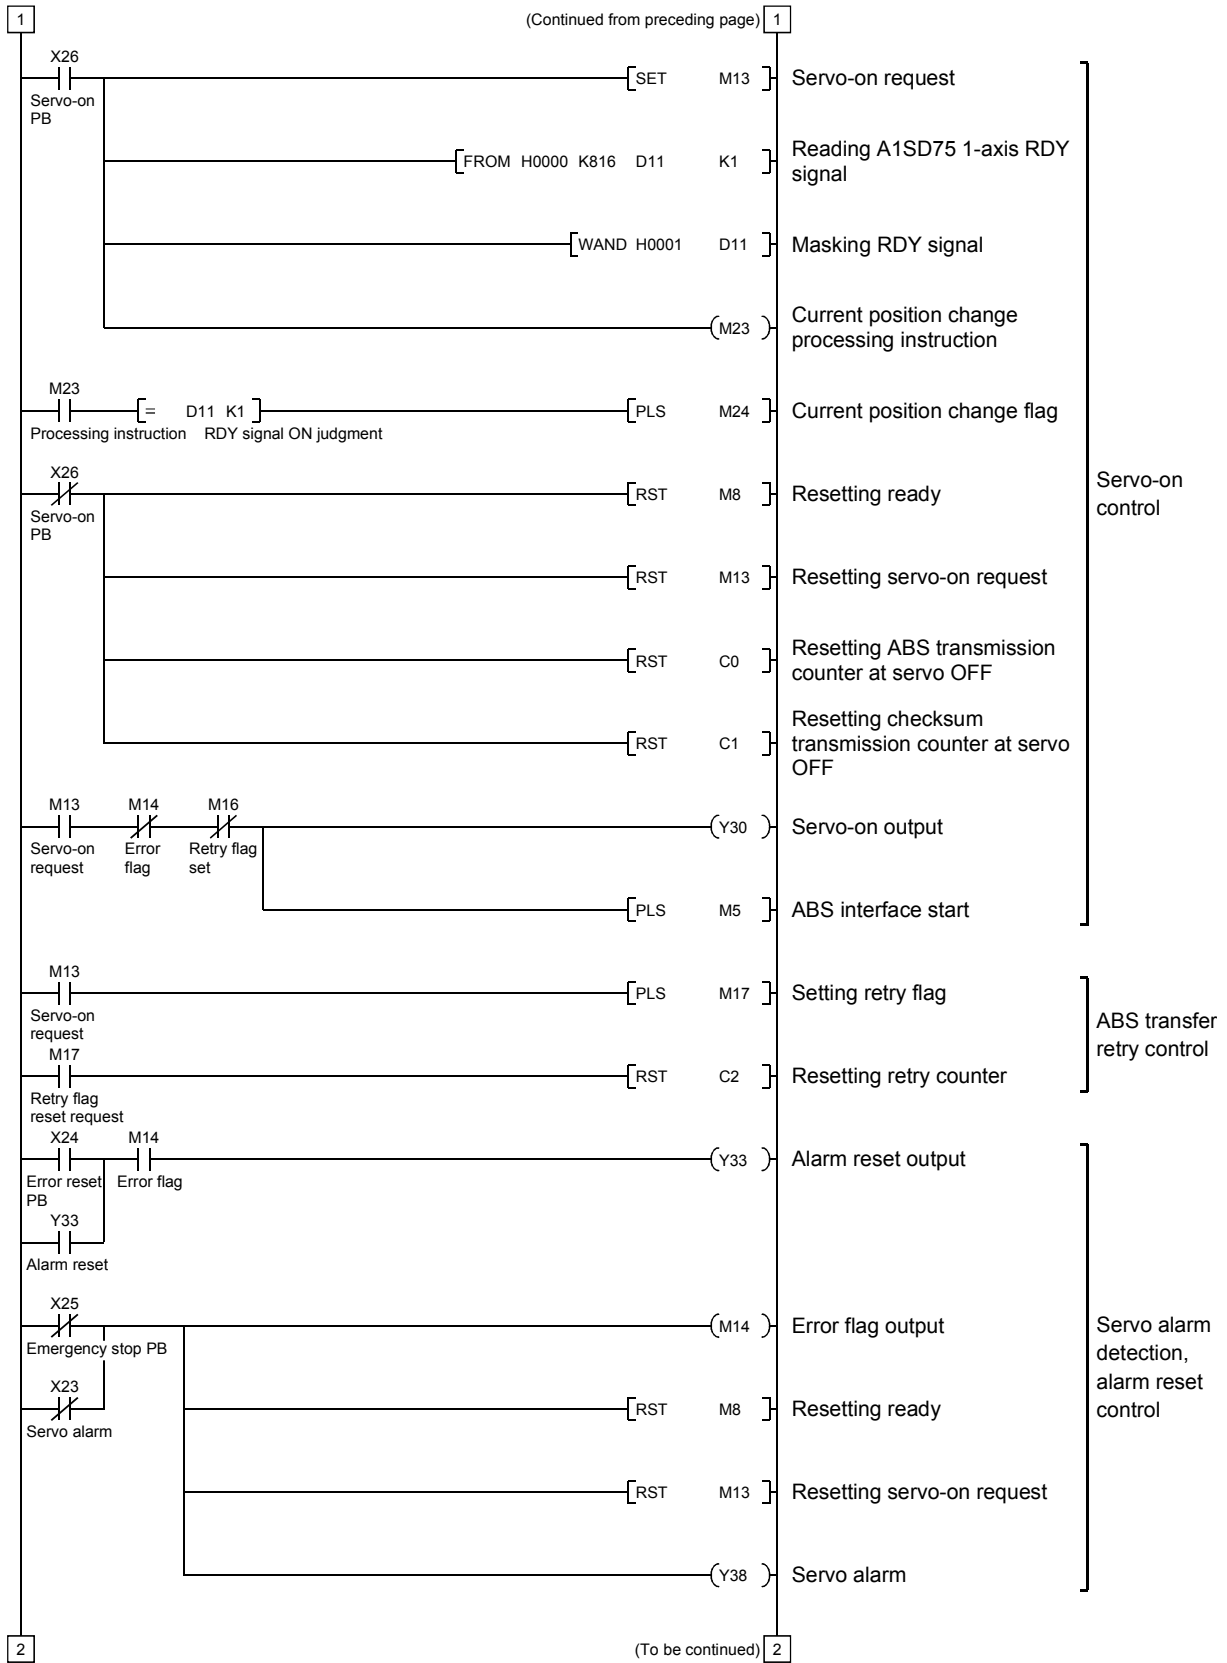 1 (Continued from preceding page) 1
X26
Servo-on
PB
SET M13 Servo-on request
FROM H0000 K816 D11 K1 Reading A1SD75 1-axis RDY
signal
WAND H0001 D11 Masking RDY signal
M23 Current position change
processing instruction
M23
= D11 K1 PLS M24 Current position change flag
Processing instruction RDY signal ON judgment
X26
Servo-on
PB
RST M8 Resetting ready
RST M13 Resetting servo-on request
RST C0 Resetting ABS transmission
counter at servo OFF
RST C1 Resetting checksum
transmission counter at servo
OFF
Servo-on
control
M13 M14 M16
Servo-on Error Retry flag
request flag set
Y30 Servo-on output
PLS M5 ABS interface start
M13
Servo-on
request
PLS M17 Setting retry flag
M17
Retry flag
reset request
RST C2 Resetting retry counter
ABS transfer
retry control
X24 M14
Error reset Error flag
PB
Y33 Alarm reset output
Y33
Alarm reset
X25
Emergency stop PB
M14 Error flag output
X23
Servo alarm
RST M8 Resetting ready
RST M13 Resetting servo-on request
Y38 Servo alarm
Servo alarm
detection,
alarm reset
control
2 (To be continued) 2